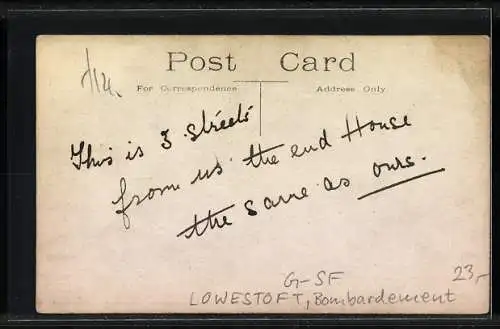 Post Card
For Correspondence Address Only
This is 3 streets
from us the end House
the same as ours.
G-SF
23,-
LOWESTOFT, Bombardement